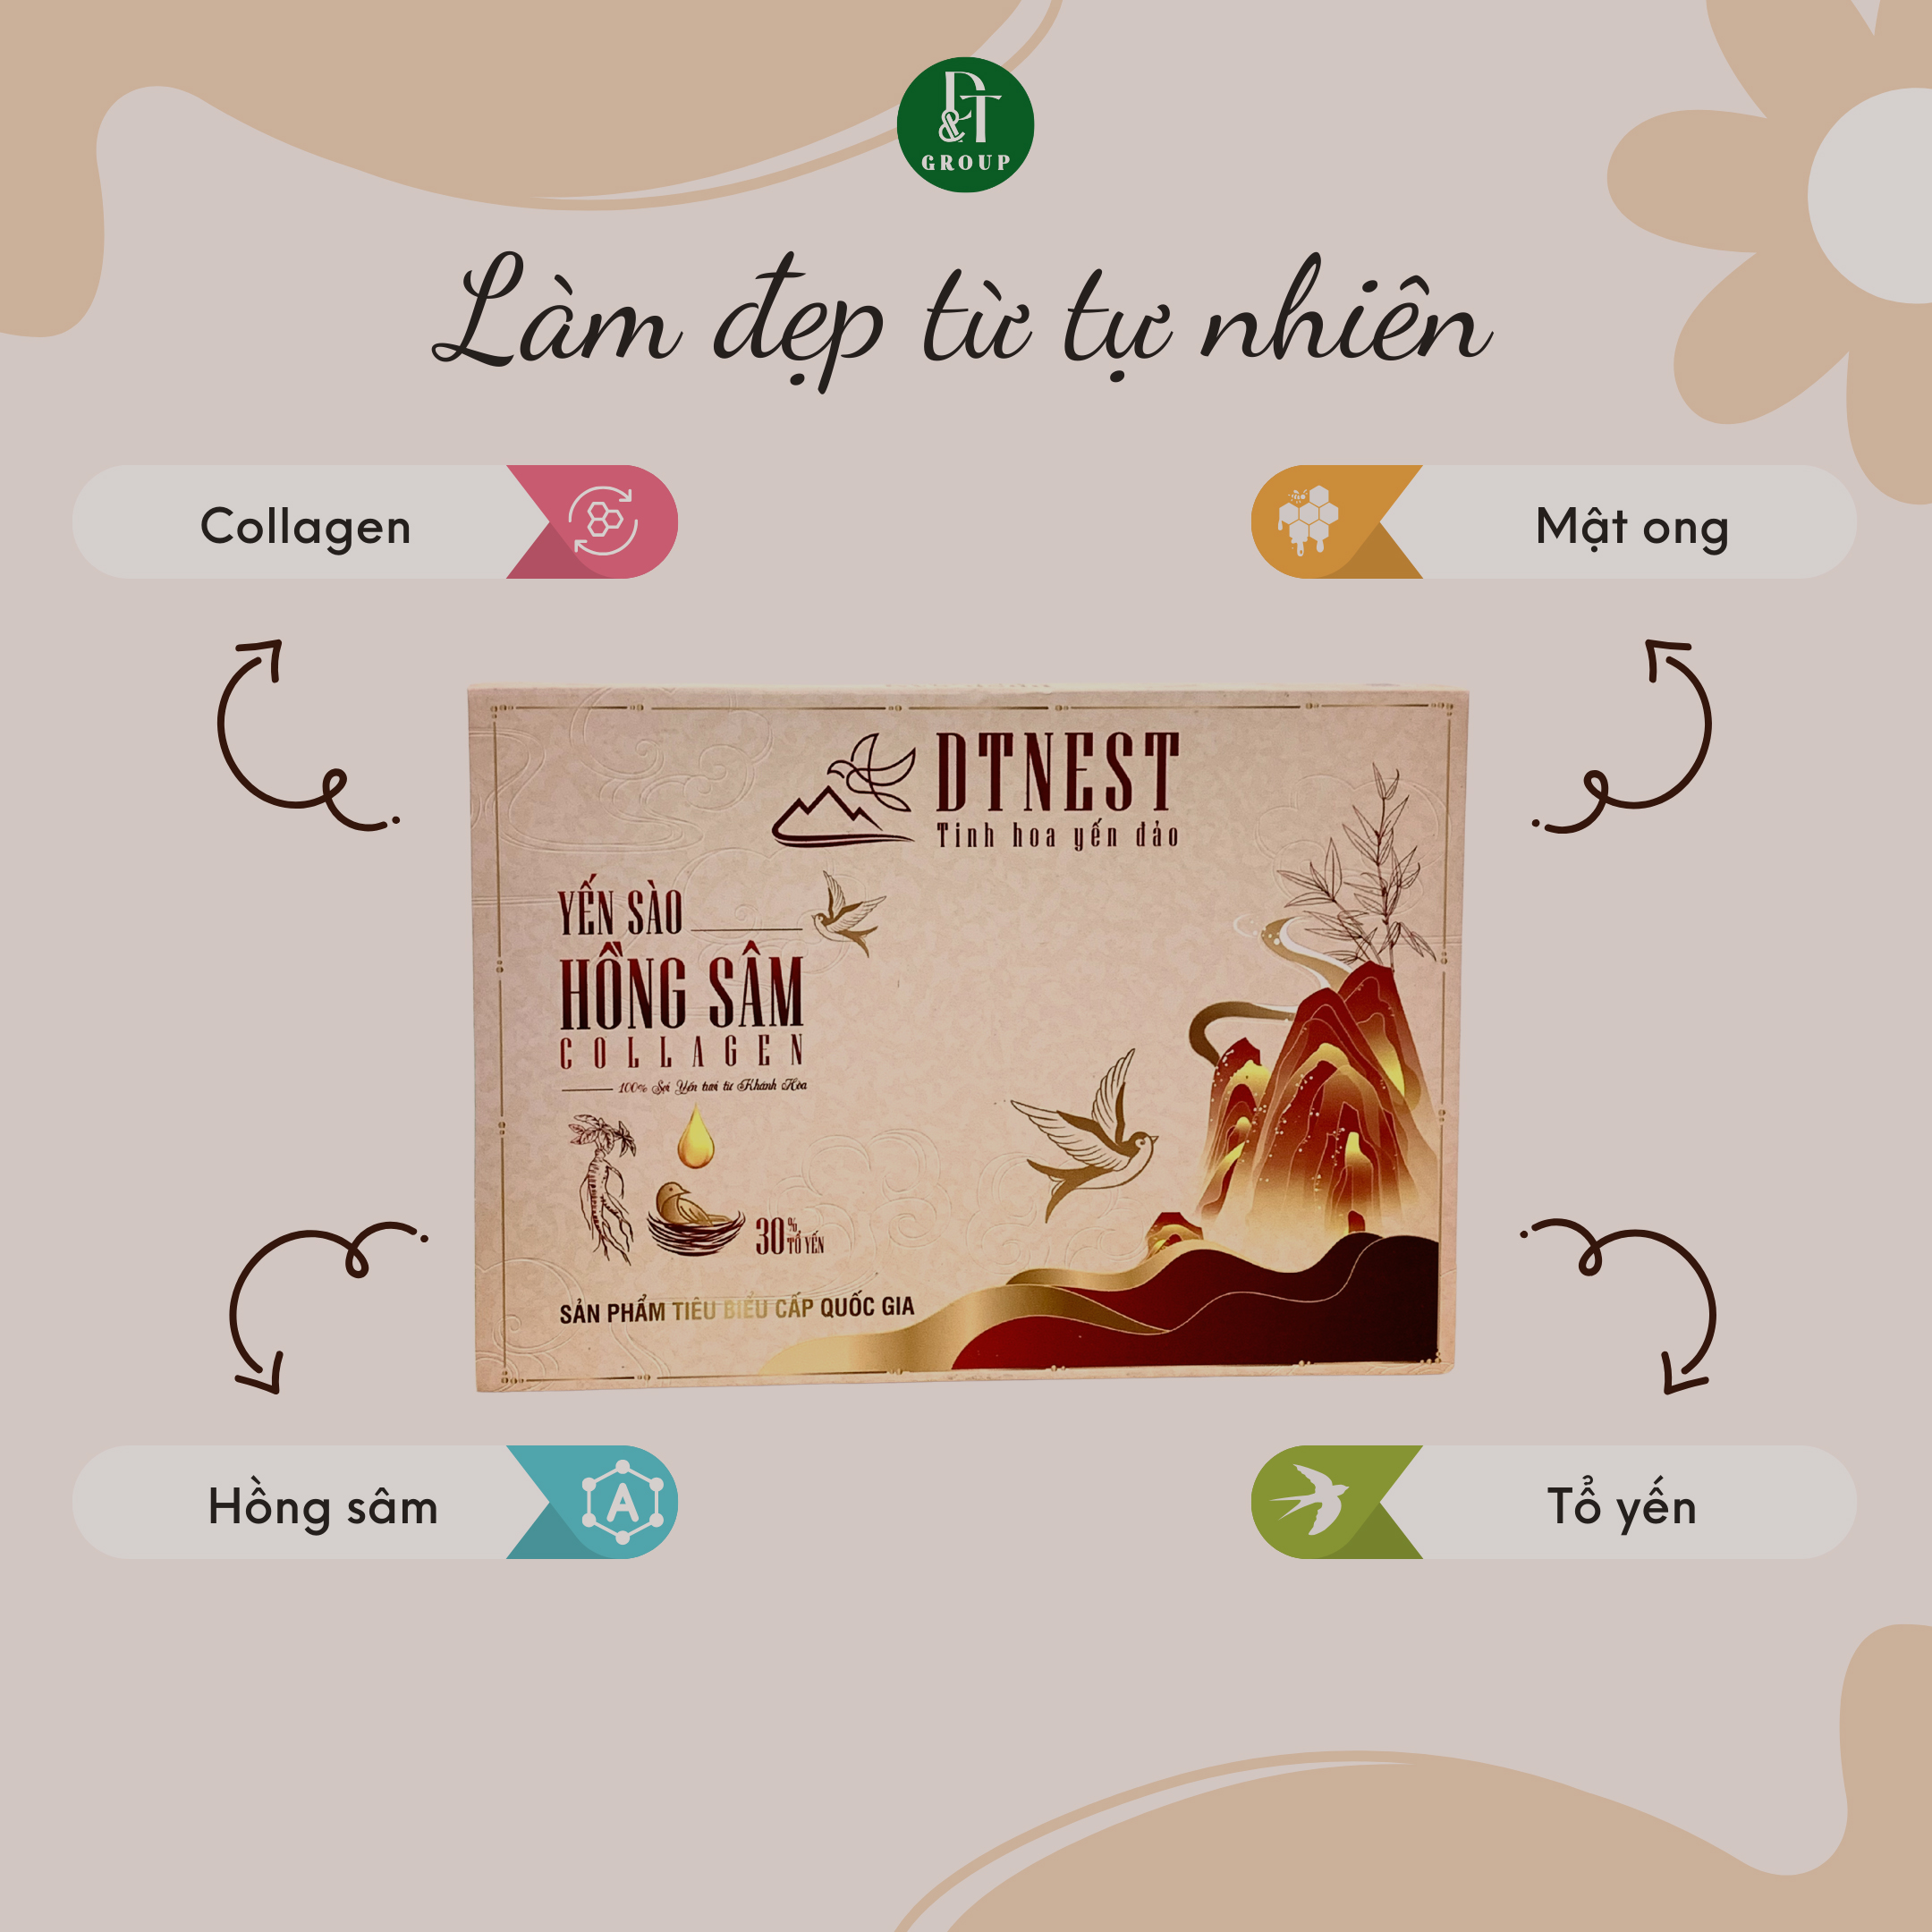 D&T
GROUP
Làm đẹp từ tự nhiên
Collagen
Mật ong
DTNEST
Tinh hoa yến đảo
YẾN SÀO
HỒNG SÂM
COLLAGEN
100% Sợi Yến tươi từ Khánh Hòa
30% TỔ YẾN
SẢN PHẨM TIÊU BIỂU CẤP QUỐC GIA
Hồng sâm
A
Tổ yến